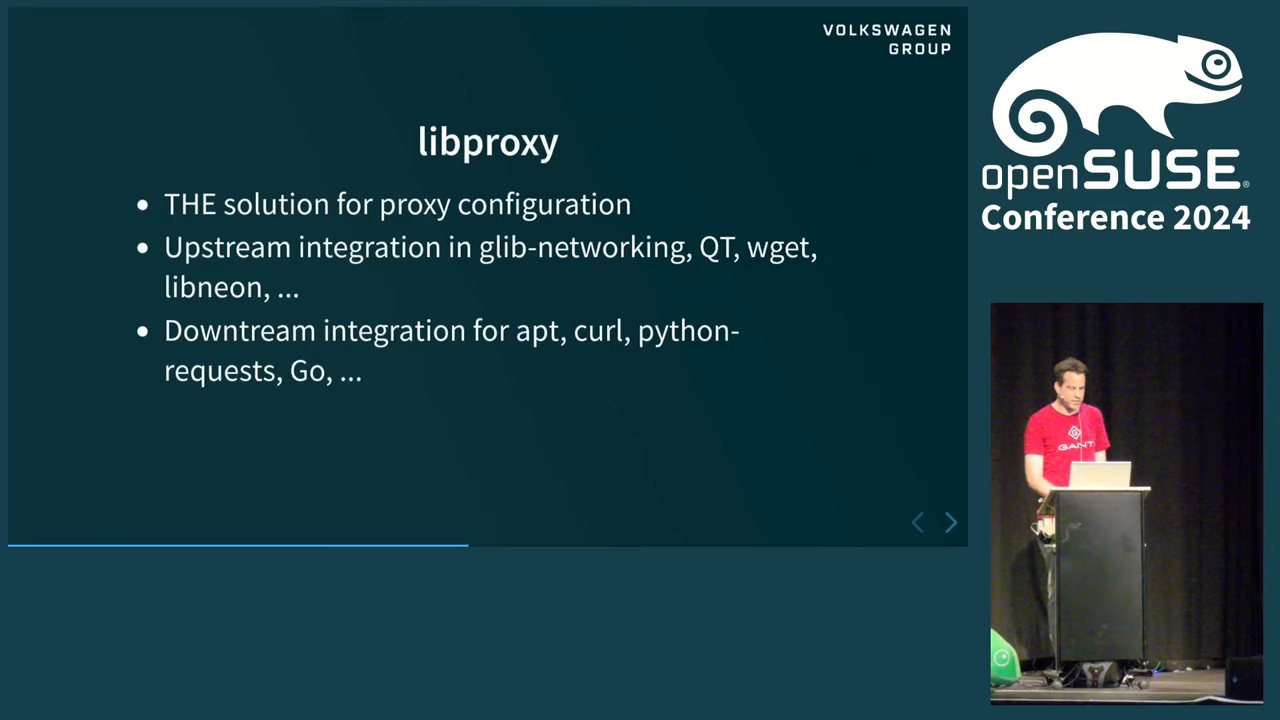 VOLKSWAGEN
GROUP
libproxy
THE solution for proxy configuration
Upstream integration in glib-networking, QT, wget,
libneon, ...
Downtream integration for apt, curl, python-
requests, Go, ...
openSUSE
Conference 2024
GANT